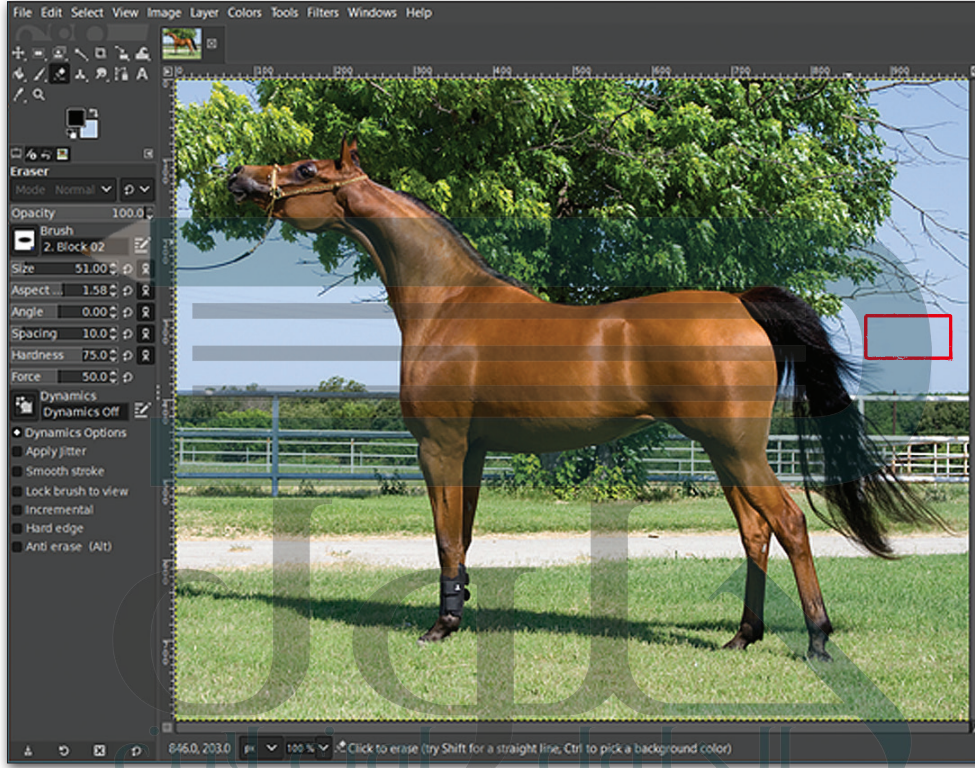 File Edit Select View Image Layer Colors Tools Filters Windows Help
0 100 200 300 400 500 600 700 800 900
Eraser
Mode Normal
Opacity 100.0
Brush
2. Block 02
Size 51.00
Aspect ... 1.58
Angle 0.00
Spacing 10.0
Hardness 75.0
Force 50.0
Dynamics
Dynamics Off
Dynamics Options
Apply Jitter
Smooth stroke
Lock brush to view
Incremental
Hard edge
Anti erase (Alt)
846.0, 203.0 px 100 % Click to erase (try Shift for a straight line, Ctrl to pick a background color)